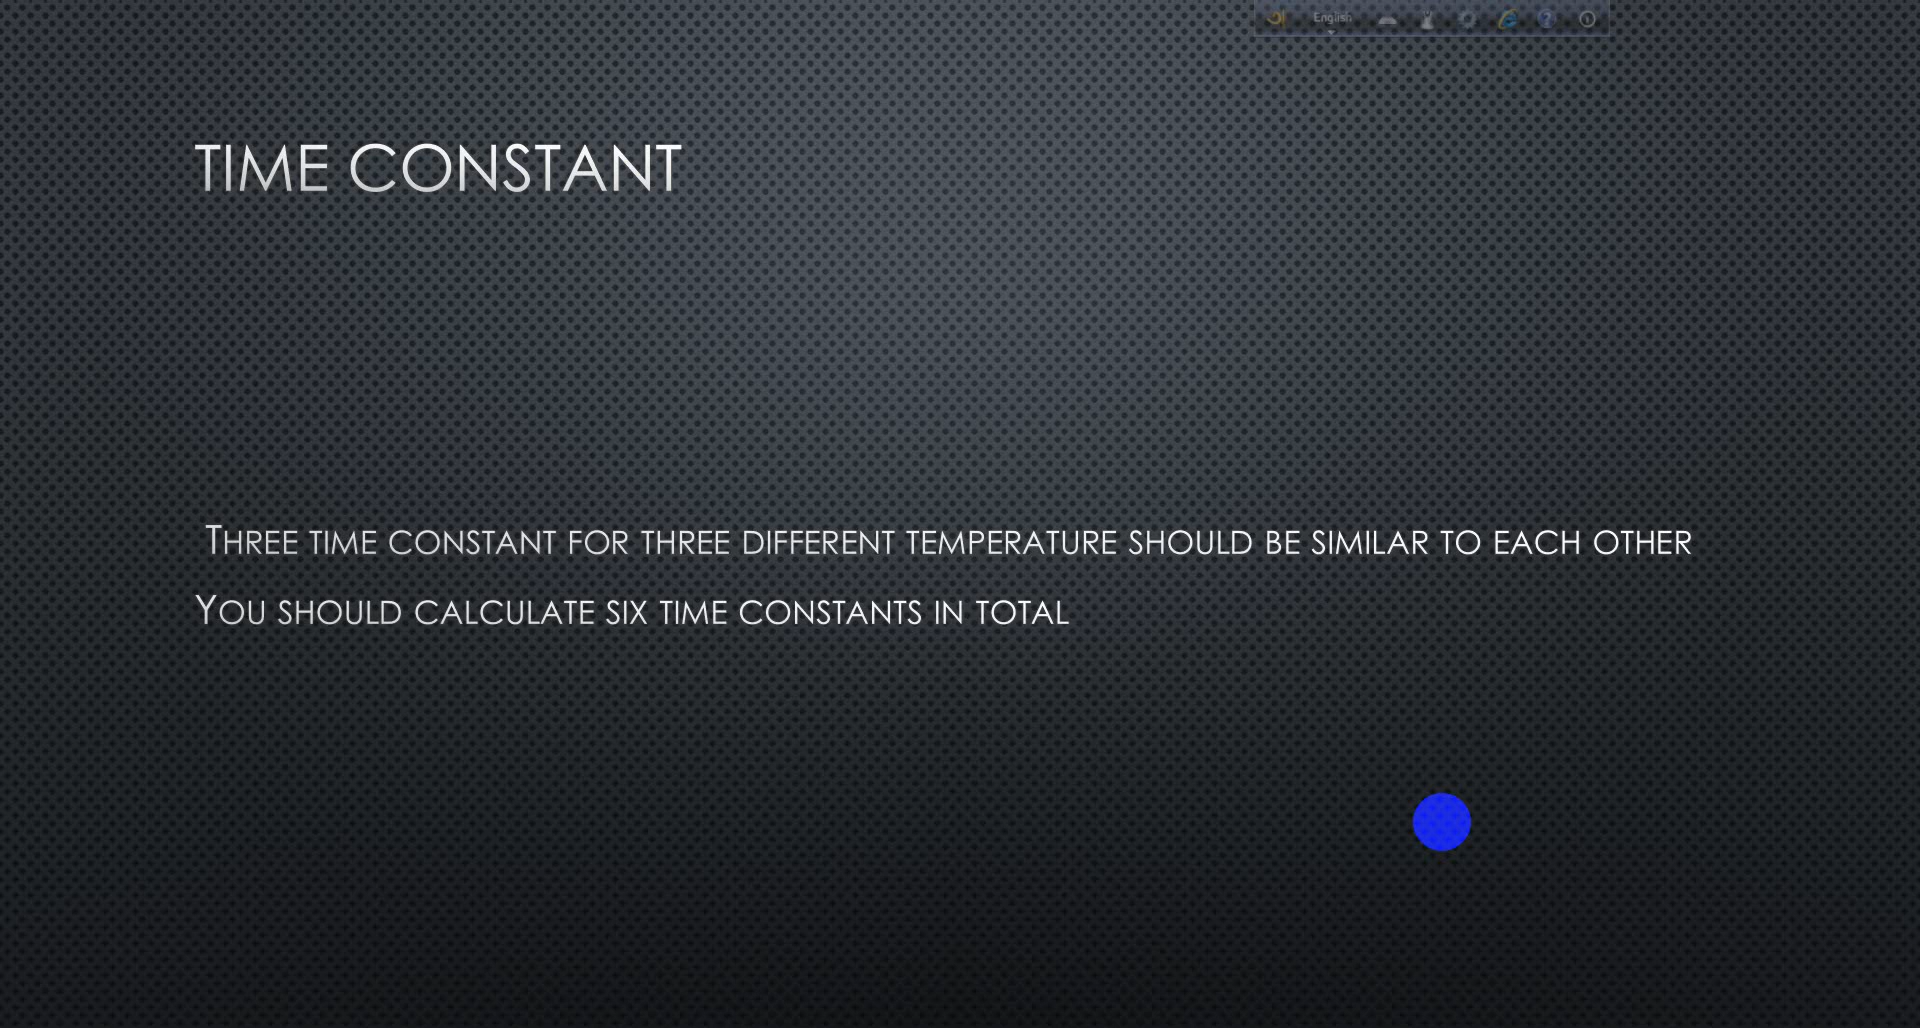 English
TIME CONSTANT
THREE TIME CONSTANT FOR THREE DIFFERENT TEMPERATURE SHOULD BE SIMILAR TO EACH OTHER
YOU SHOULD CALCULATE SIX TIME CONSTANTS IN TOTAL